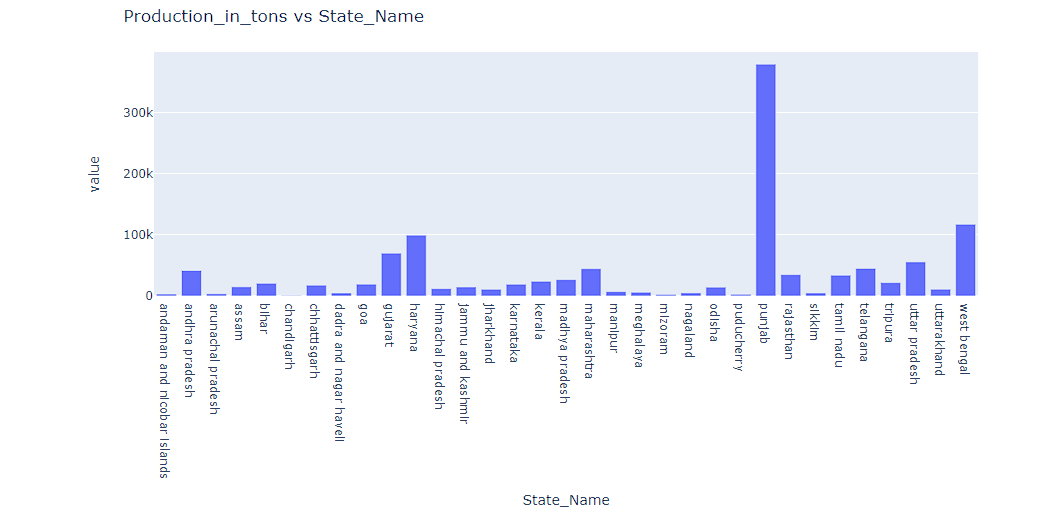 Production_in_tons vs State_Name
value
300k
200k
100k
0
andaman and nicobar islands
andhra pradesh
arunachal pradesh
assam
bihar
chandigarh
chhattisgarh
dadra and nagar haveli
goa
gujarat
haryana
himachal pradesh
jammu and kashmir
jharkhand
karnataka
kerala
madhya pradesh
maharashtra
manipur
meghalaya
mizoram
nagaland
odisha
puducherry
punjab
rajasthan
sikkim
tamil nadu
telangana
tripura
uttar pradesh
uttarakhand
west bengal
State_Name